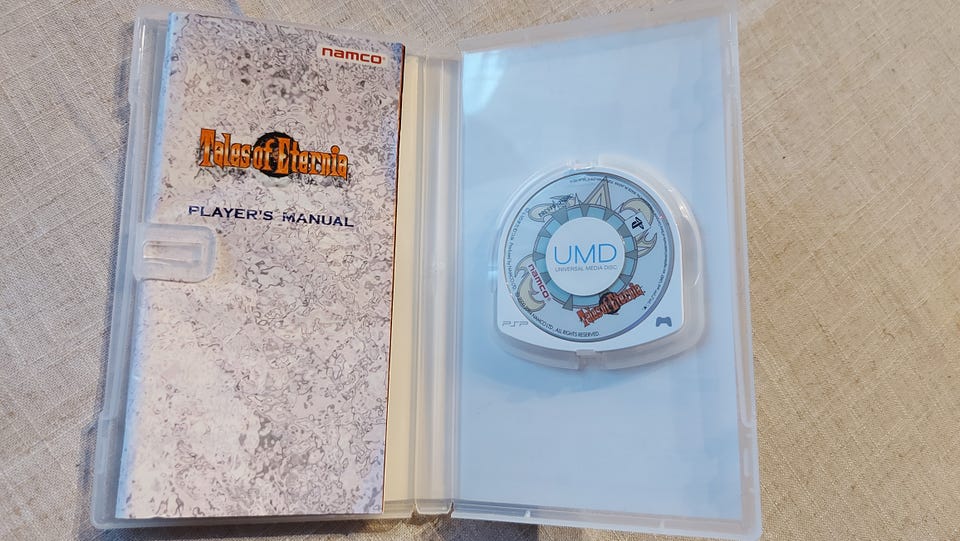 namco
Tales of Eternia
PLAYER'S MANUAL
UMD
UNIVERSAL MEDIA DISC
namco
Tales of Eternia
PSP
NAMCO LTD., ALL RIGHTS RESERVED.